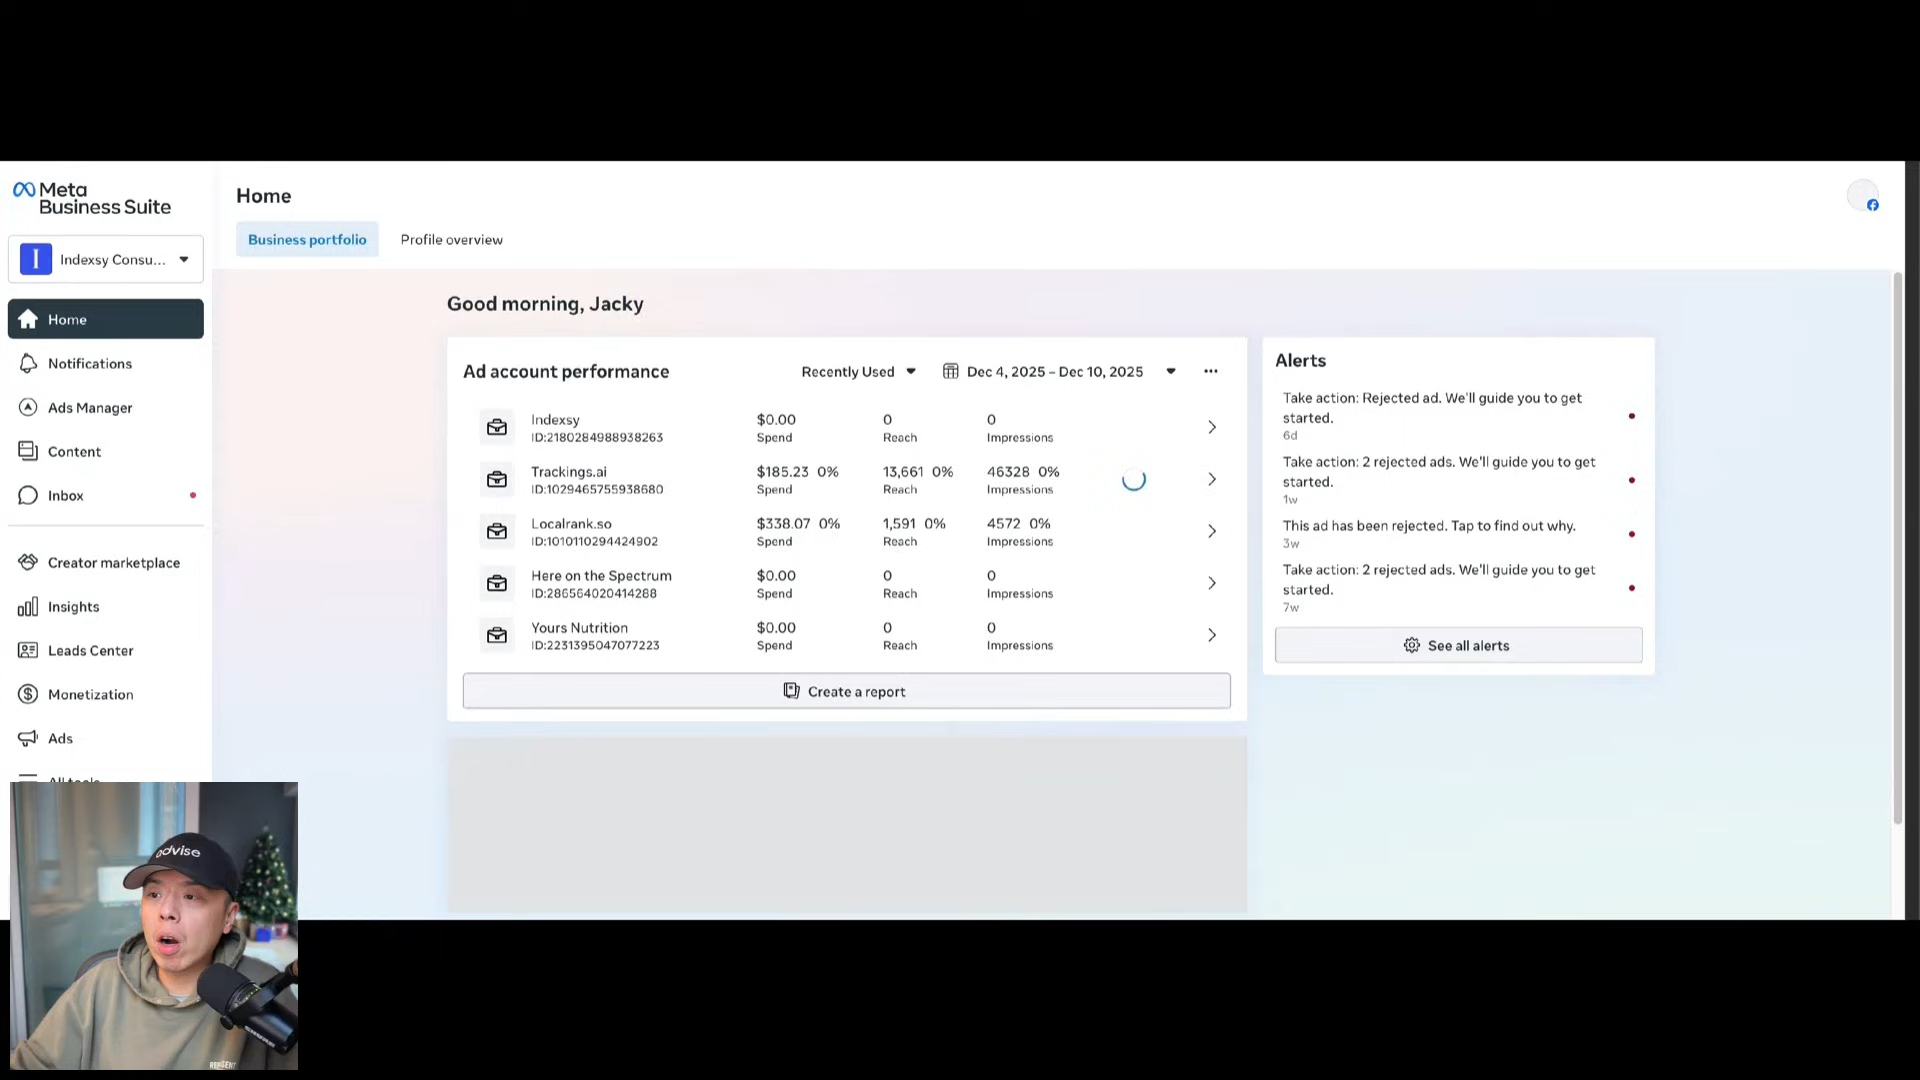 Meta
Business Suite
Indexsy Consu...
Home
Notifications
Ads Manager
Content
Inbox
Creator marketplace
Insights
Leads Center
Monetization
Ads
All tools
Home
Business portfolio
Profile overview
Good morning, Jacky
Ad account performance
Recently Used
Dec 4, 2025 – Dec 10, 2025
Indexsy
ID:2180284988938263
$0.00
Spend
0
Reach
0
Impressions
Trackings.ai
ID:1029465755938680
$185.23 0%
Spend
13,661 0%
Reach
46328 0%
Impressions
Localrank.so
ID:1010110294424902
$338.07 0%
Spend
1,591 0%
Reach
4572 0%
Impressions
Here on the Spectrum
ID:286564020414288
$0.00
Spend
0
Reach
0
Impressions
Yours Nutrition
ID:2231395047077223
$0.00
Spend
0
Reach
0
Impressions
Create a report
Alerts
Take action: Rejected ad. We'll guide you to get
started.
6d
Take action: 2 rejected ads. We'll guide you to get
started.
1w
This ad has been rejected. Tap to find out why.
3w
Take action: 2 rejected ads. We'll guide you to get
started.
7w
See all alerts
advise